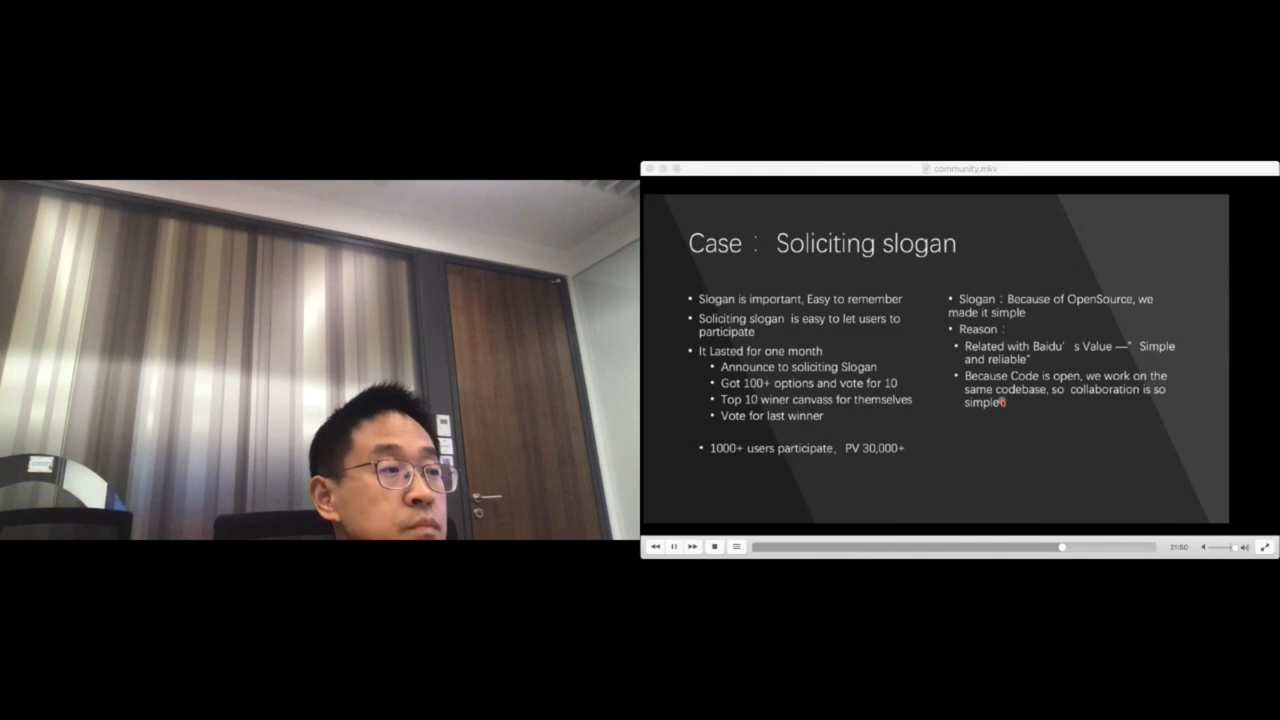 community.mkv
Case： Soliciting slogan
• Slogan is important, Easy to remember
• Soliciting slogan is easy to let users to
participate
• It Lasted for one month
• Announce to soliciting Slogan
• Got 100+ options and vote for 10
• Top 10 winer canvass for themselves
• Vote for last winner
• 1000+ users participate， PV 30,000+
• Slogan：Because of OpenSource, we
made it simple
• Reason：
• Related with Baidu’ s Value —“ Simple
and reliable”
• Because Code is open, we work on the
same codebase, so collaboration is so
simple
21:50